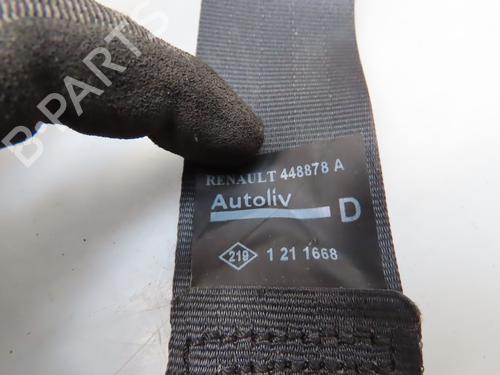 RENAULT 448878 A
Autoliv
D
219 1 21 1668
B-PARTS